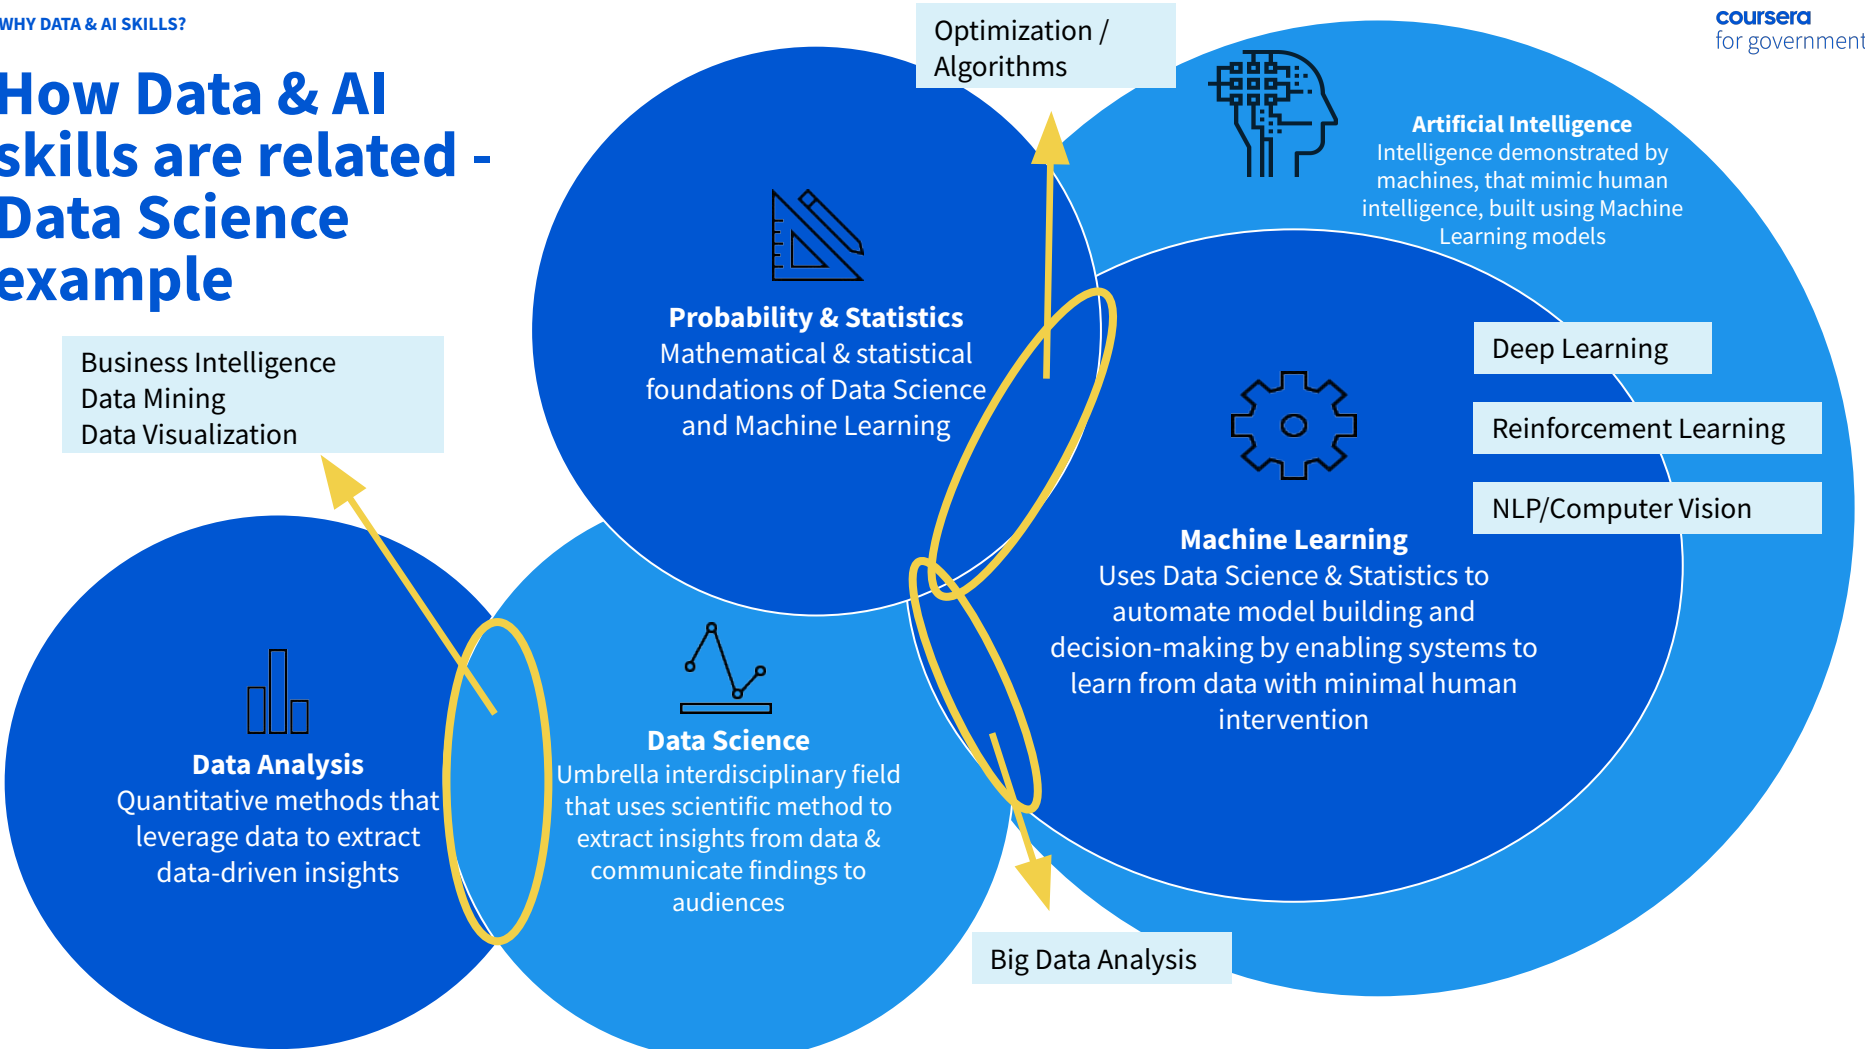 WHY DATA & AI SKILLS?
coursera
for government
How Data & AI
skills are related -
Data Science
example
Optimization /
Algorithms
Artificial Intelligence
Intelligence demonstrated by
machines, that mimic human
intelligence, built using Machine
Learning models
Probability & Statistics
Mathematical & statistical
foundations of Data Science
and Machine Learning
Business Intelligence
Data Mining
Data Visualization
Deep Learning
Reinforcement Learning
NLP/Computer Vision
Machine Learning
Uses Data Science & Statistics to
automate model building and
decision-making by enabling systems to
learn from data with minimal human
intervention
Data Analysis
Quantitative methods that
leverage data to extract
data-driven insights
Data Science
Umbrella interdisciplinary field
that uses scientific method to
extract insights from data &
communicate findings to
audiences
Big Data Analysis